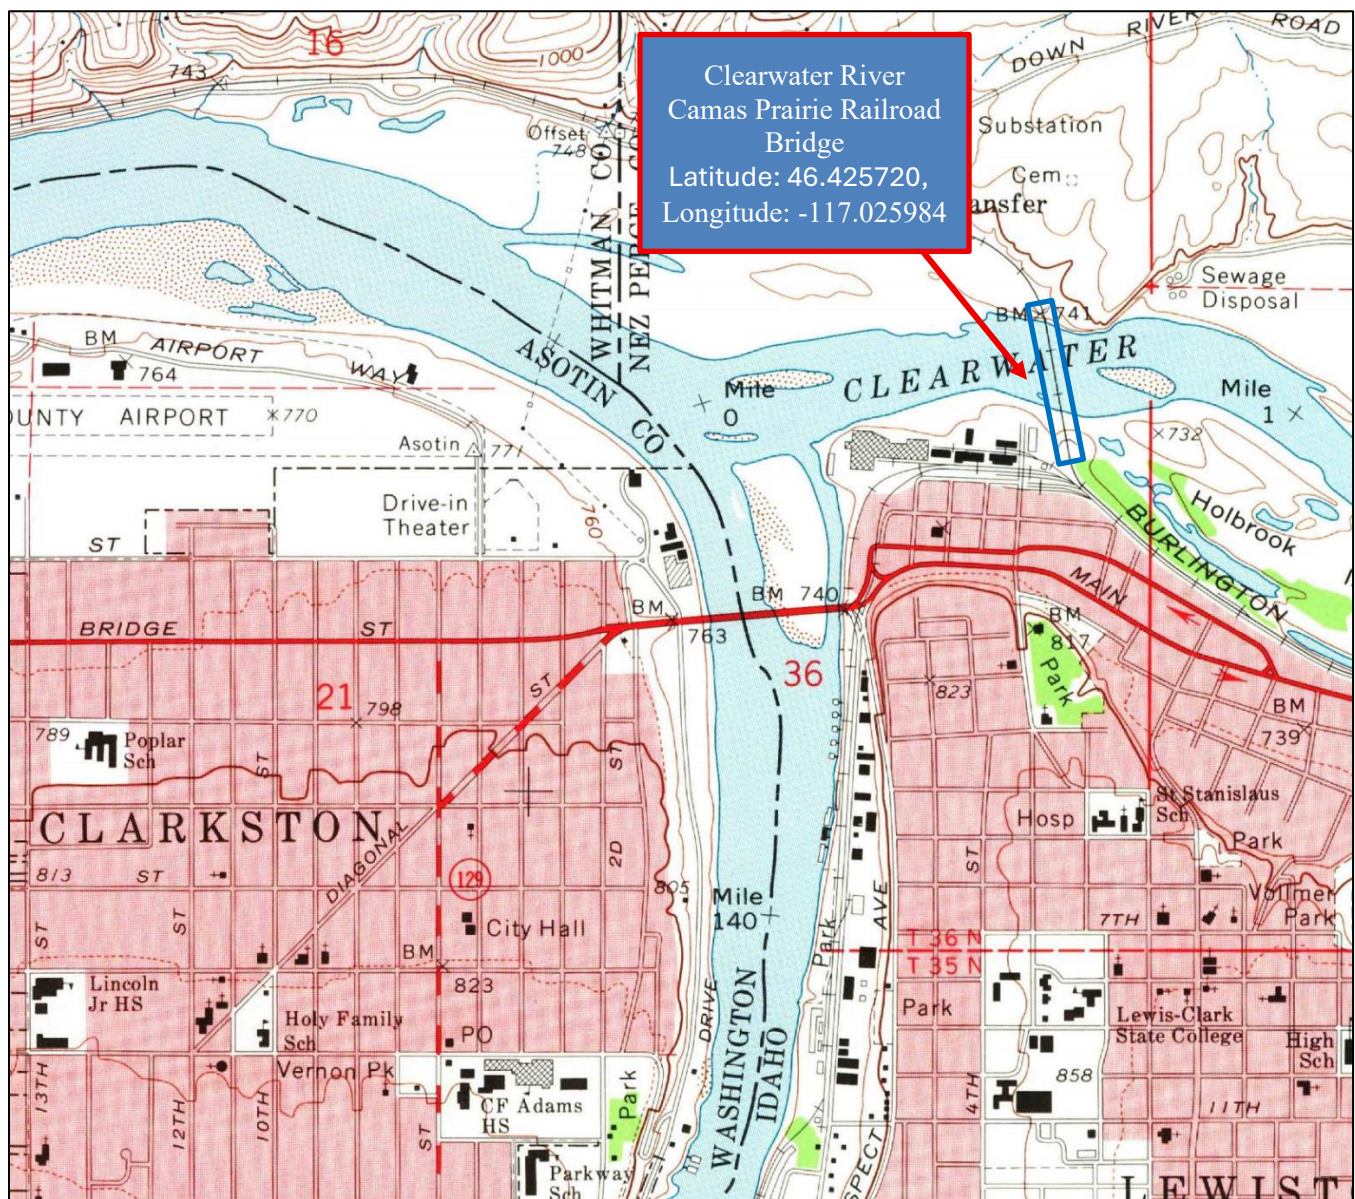 16
1000
743
Offset
748
WHITMAN CO
NEZ PERCE CO
Clearwater River
Camas Prairie Railroad
Bridge
Latitude: 46.425720,
Longitude: -117.025984
DOWN RIVER ROAD
Substation
Cem
ansfer
Sewage
Disposal
BM 741
CLEARWATER
Mile
0
Mile
1
732
ASOTIN CO
BM
764
AIRPORT WAY
OUNTY AIRPORT
770
Asotin
771
Drive-in
Theater
760
ST
Holbrook
BURLINGTON
MAIN
BM 740
BM
763
BRIDGE ST
BM
817
Park
36
823
21
798
ST
BM
739
789
Poplar
Sch
ST
ST
CLARKSTON
DIAGONAL
2D
Hosp
St Stanislaus
Sch
Park
ST
813 ST
129
805
Mile
140
Vollmer
Park
7TH
City Hall
ST
ST
BM
823
Park
AVE
T 36 N
T 35 N
Lincoln
Jr HS
Holy Family
Sch
PO
DRIVE
WASHINGTON
IDAHO
Park
Lewis-Clark
State College
High
Sch
Vernon Pk
858
13TH
12TH
10TH
ST
CF Adams
HS
Park
4TH
11TH
Parkway
Sch
SPECT
LEWIST